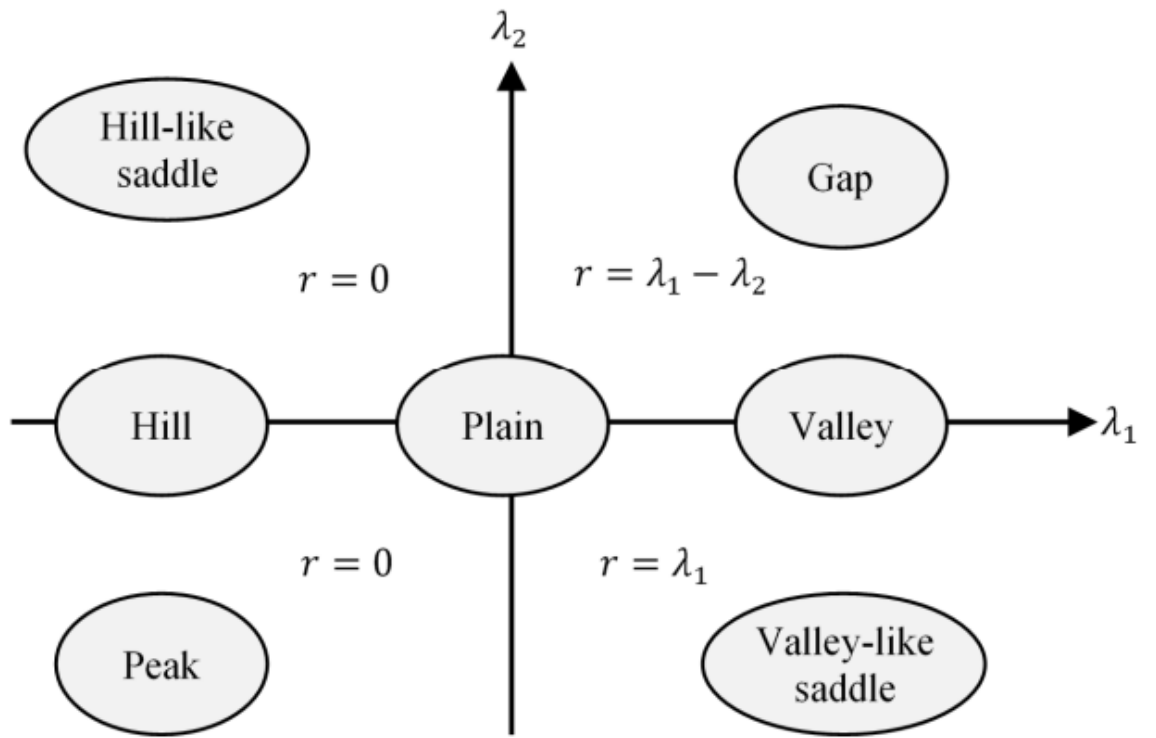 λ₂
Hill-like
saddle
Gap
r = 0
r = λ₁ − λ₂
Hill
Plain
Valley
λ₁
r = 0
r = λ₁
Peak
Valley-like
saddle